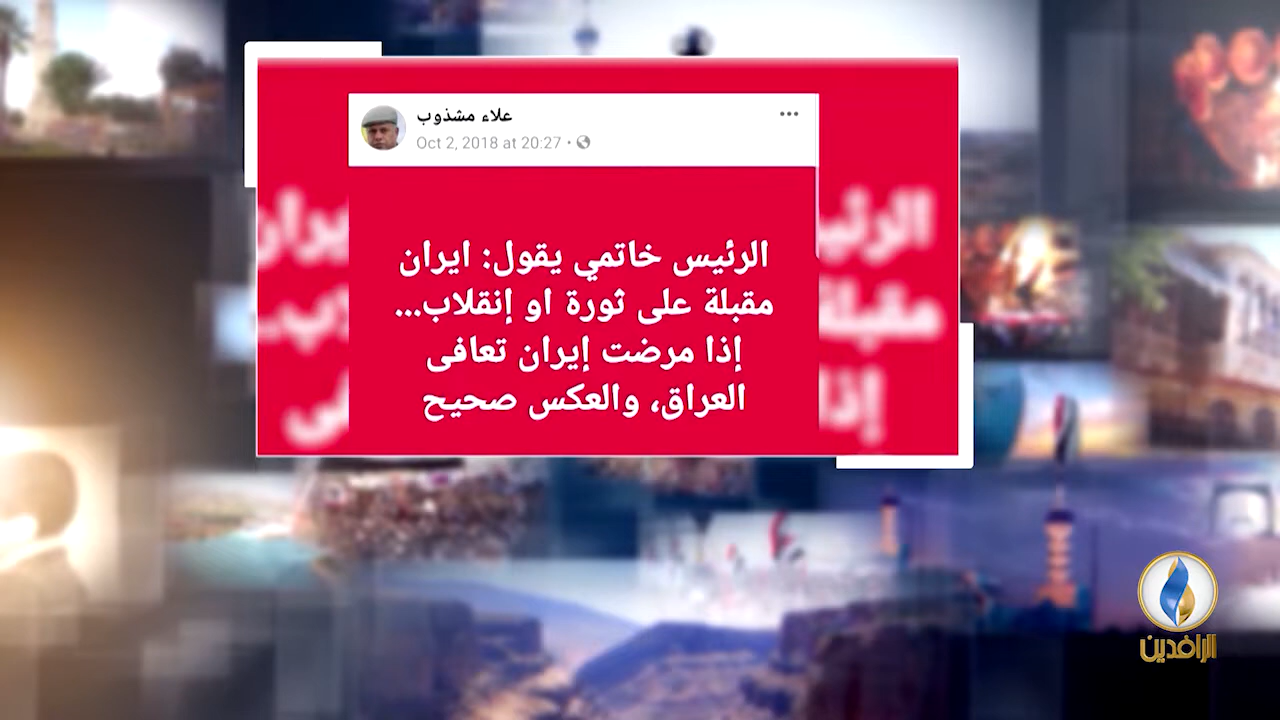 علاء مشذوب
Oct 2, 2018 at 20:27
الرئيس خاتمي يقول: ايران
مقبلة على ثورة او إنقلاب...
إذا مرضت إيران تعافى
العراق، والعكس صحيح
الرافدين